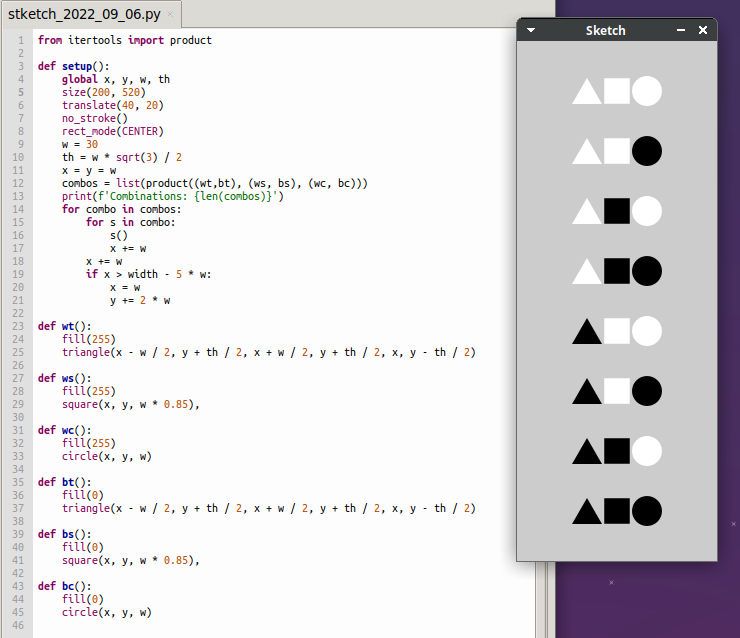 stketch_2022_09_06.py ×
Sketch
1 from itertools import product
2
3 def setup():
4     global x, y, w, th
5     size(200, 520)
6     translate(40, 20)
7     no_stroke()
8     rect_mode(CENTER)
9     w = 30
10     th = w * sqrt(3) / 2
11     x = y = w
12     combos = list(product((wt,bt), (ws, bs), (wc, bc)))
13     print(f'Combinations: {len(combos)}')
14     for combo in combos:
15         for s in combo:
16             s()
17             x += w
18         x += w
19         if x > width - 5 * w:
20             x = w
21             y += 2 * w
22
23 def wt():
24     fill(255)
25     triangle(x - w / 2, y + th / 2, x + w / 2, y + th / 2, x, y - th / 2)
26
27 def ws():
28     fill(255)
29     square(x, y, w * 0.85),
30
31 def wc():
32     fill(255)
33     circle(x, y, w)
34
35 def bt():
36     fill(0)
37     triangle(x - w / 2, y + th / 2, x + w / 2, y + th / 2, x, y - th / 2)
38
39 def bs():
40     fill(0)
41     square(x, y, w * 0.85),
42
43 def bc():
44     fill(0)
45     circle(x, y, w)
46